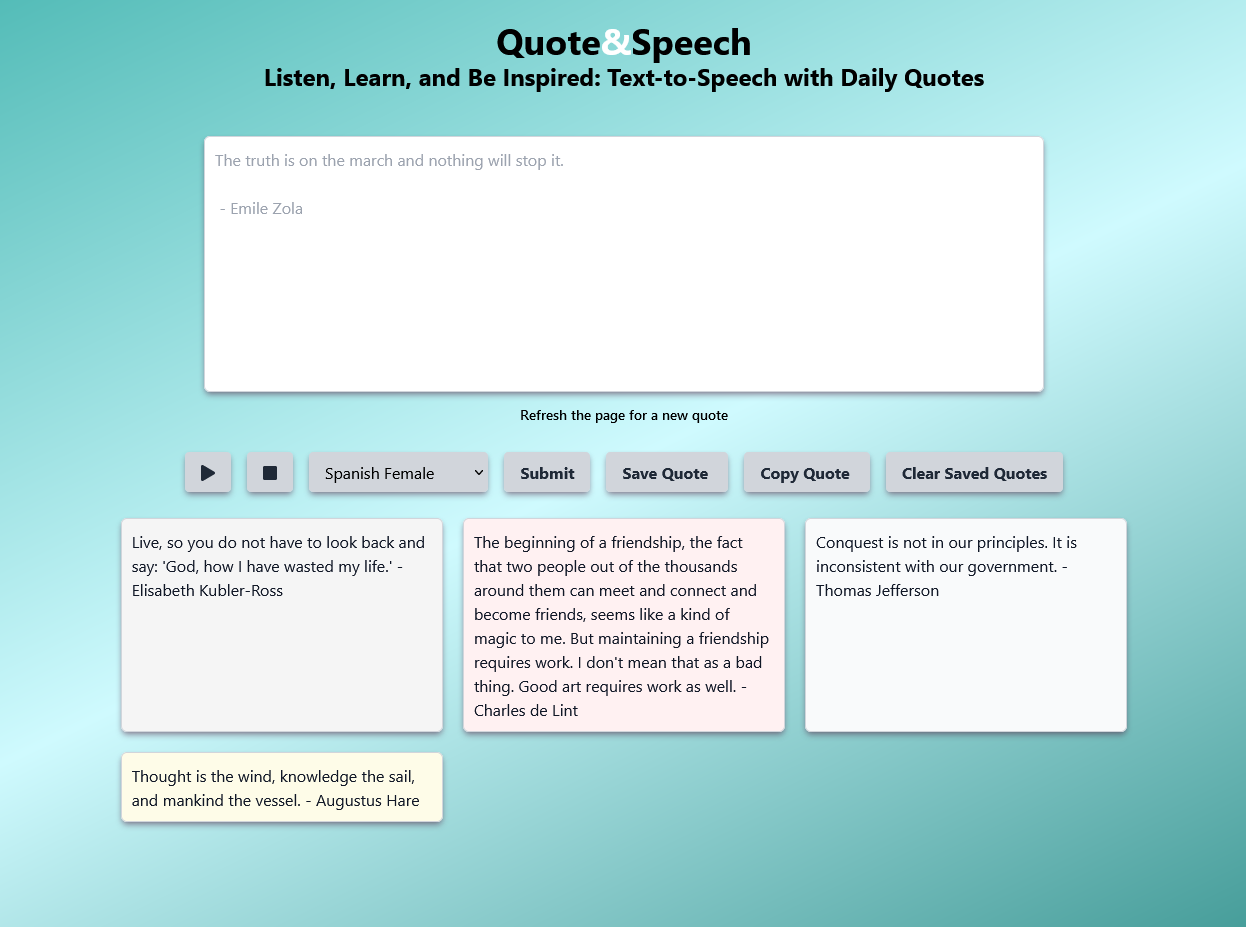 Quote&Speech
Listen, Learn, and Be Inspired: Text-to-Speech with Daily Quotes
The truth is on the march and nothing will stop it.
- Emile Zola
Refresh the page for a new quote
Spanish Female
Submit
Save Quote
Copy Quote
Clear Saved Quotes
Live, so you do not have to look back and
say: 'God, how I have wasted my life.' -
Elisabeth Kubler-Ross
The beginning of a friendship, the fact
that two people out of the thousands
around them can meet and connect and
become friends, seems like a kind of
magic to me. But maintaining a friendship
requires work. I don't mean that as a bad
thing. Good art requires work as well. -
Charles de Lint
Conquest is not in our principles. It is
inconsistent with our government. -
Thomas Jefferson
Thought is the wind, knowledge the sail,
and mankind the vessel. - Augustus Hare